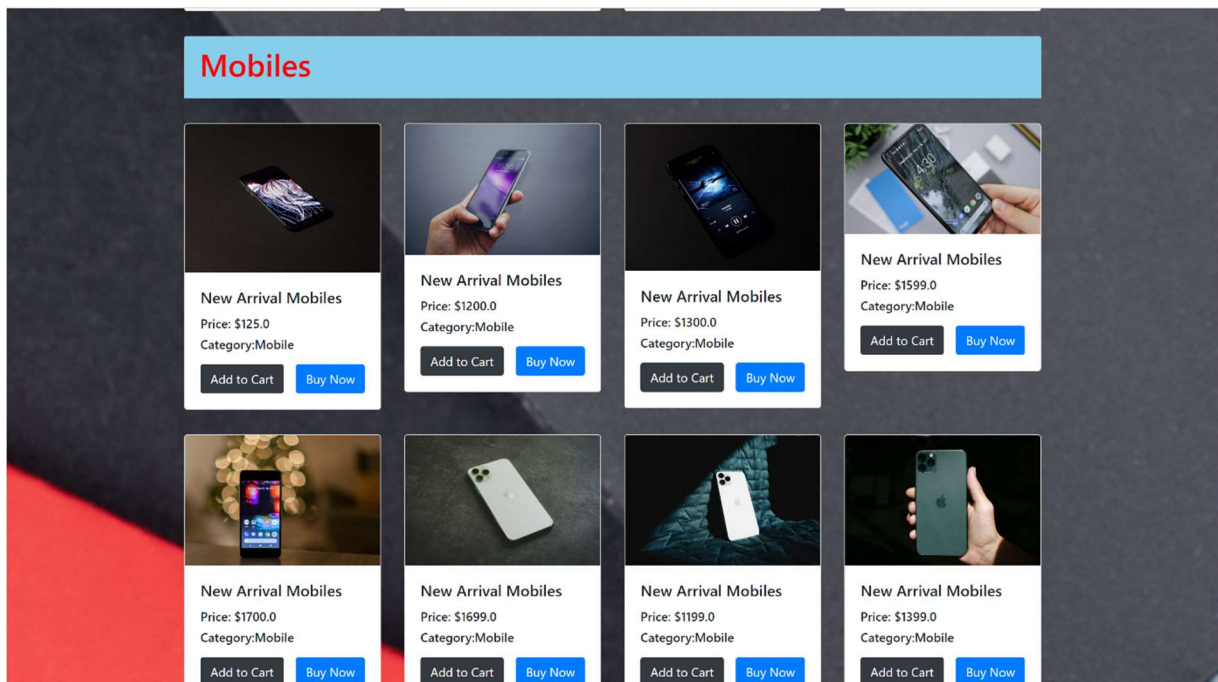 Mobiles
New Arrival Mobiles
Price: $125.0
Category:Mobile
Add to Cart
Buy Now
New Arrival Mobiles
Price: $1200.0
Category:Mobile
Add to Cart
Buy Now
New Arrival Mobiles
Price: $1300.0
Category:Mobile
Add to Cart
Buy Now
4:30
New Arrival Mobiles
Price: $1599.0
Category:Mobile
Add to Cart
Buy Now
New Arrival Mobiles
Price: $1700.0
Category:Mobile
Add to Cart
Buy Now
New Arrival Mobiles
Price: $1699.0
Category:Mobile
Add to Cart
Buy Now
New Arrival Mobiles
Price: $1199.0
Category:Mobile
Add to Cart
Buy Now
New Arrival Mobiles
Price: $1399.0
Category:Mobile
Add to Cart
Buy Now